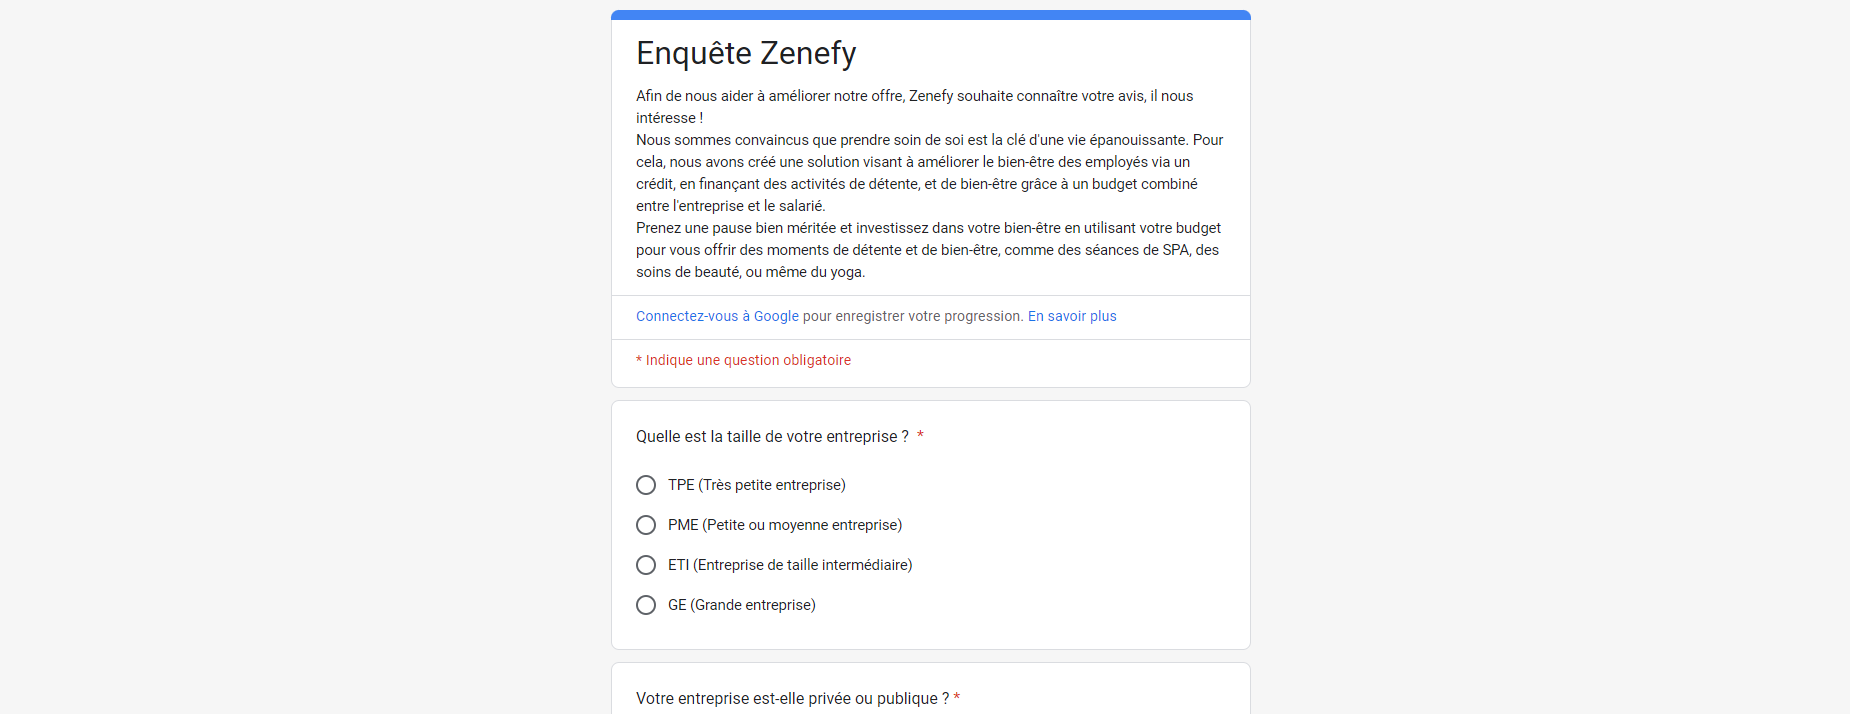 Enquête Zenefy
Afin de nous aider à améliorer notre offre, Zenefy souhaite connaître votre avis, il nous
intéresse !
Nous sommes convaincus que prendre soin de soi est la clé d'une vie épanouissante. Pour
cela, nous avons créé une solution visant à améliorer le bien-être des employés via un
crédit, en finançant des activités de détente, et de bien-être grâce à un budget combiné
entre l'entreprise et le salarié.
Prenez une pause bien méritée et investissez dans votre bien-être en utilisant votre budget
pour vous offrir des moments de détente et de bien-être, comme des séances de SPA, des
soins de beauté, ou même du yoga.
Connectez-vous à Google pour enregistrer votre progression. En savoir plus
* Indique une question obligatoire
Quelle est la taille de votre entreprise ? *
TPE (Très petite entreprise)
PME (Petite ou moyenne entreprise)
ETI (Entreprise de taille intermédiaire)
GE (Grande entreprise)
Votre entreprise est-elle privée ou publique ? *